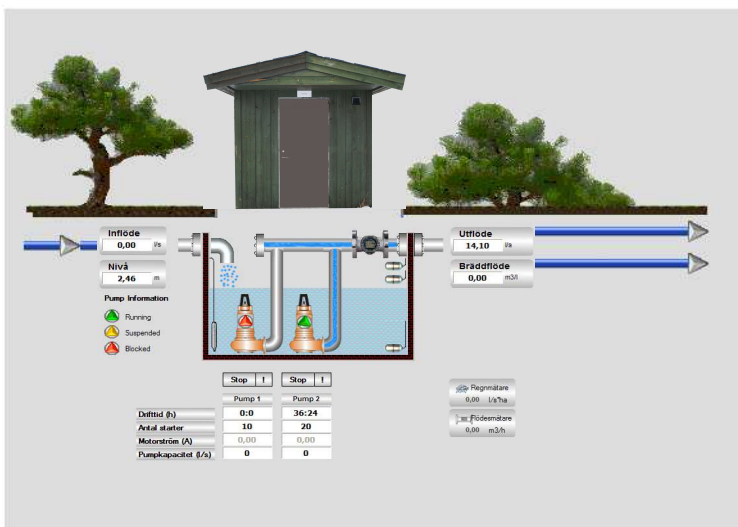 Inflöde
0,00 l/s
Nivå
2,46 m
Utflöde
14,10 l/s
Bräddflöde
0,00 m3/l
Pump Information
Running
Suspended
Blocked
Stop ! Stop !
Pump 1 Pump 2
Drifttid (h) 0:0 36:24
Antal starter 10 20
Motorström (A) 0,00 0,00
Pumpkapacitet (l/s) 0 0
Regnmätare
0,00 l/s*ha
Flödesmätare
0,00 m3/h